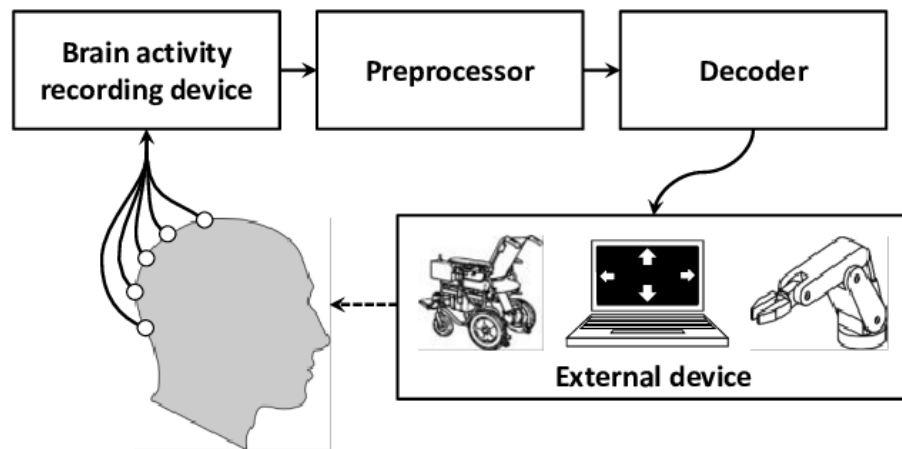 Brain activity
recording device
Preprocessor
Decoder
External device